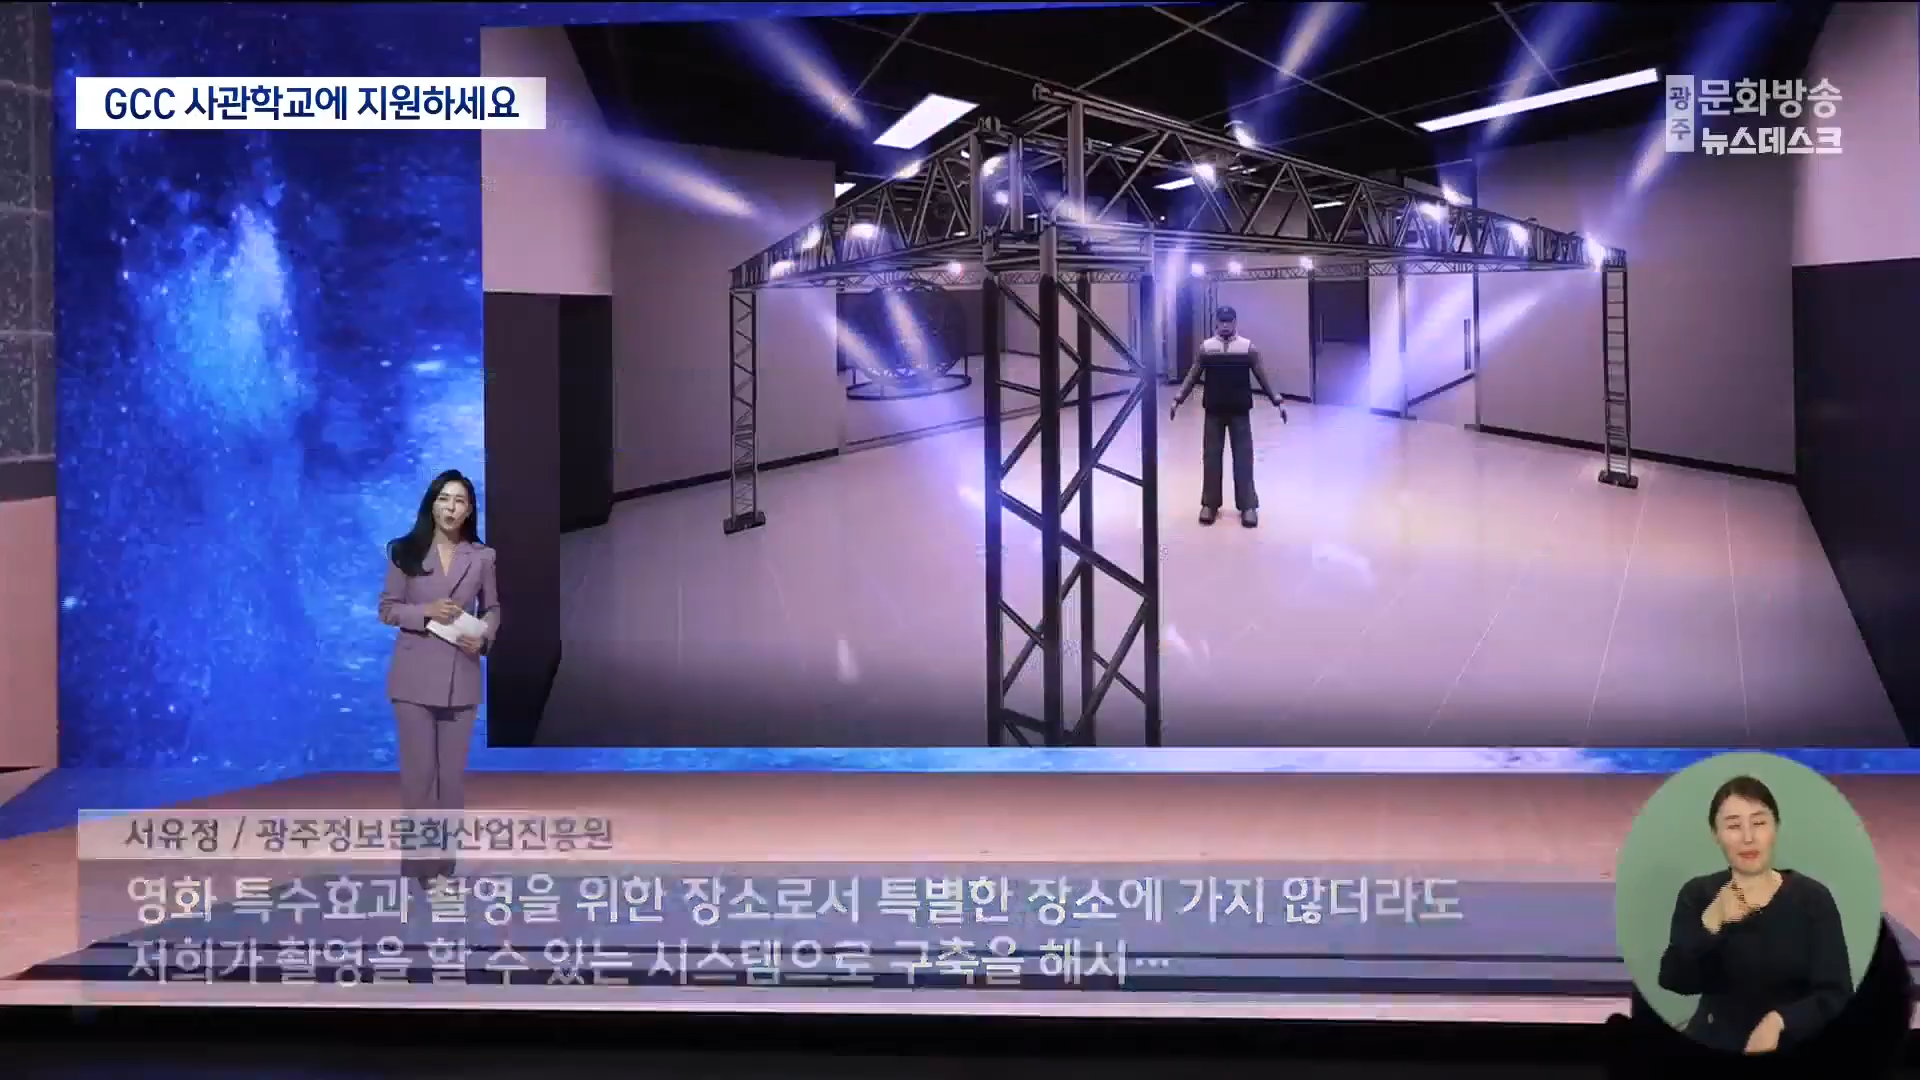 GCC 사관학교에 지원하세요
광주
문화방송
뉴스데스크
서유정 / 광주정보문화산업진흥원
영화 특수효과 촬영을 위한 장소로서 특별한 장소에 가지 않더라도
저희가 촬영을 할 수 있는 시스템으로 구축을 해서…